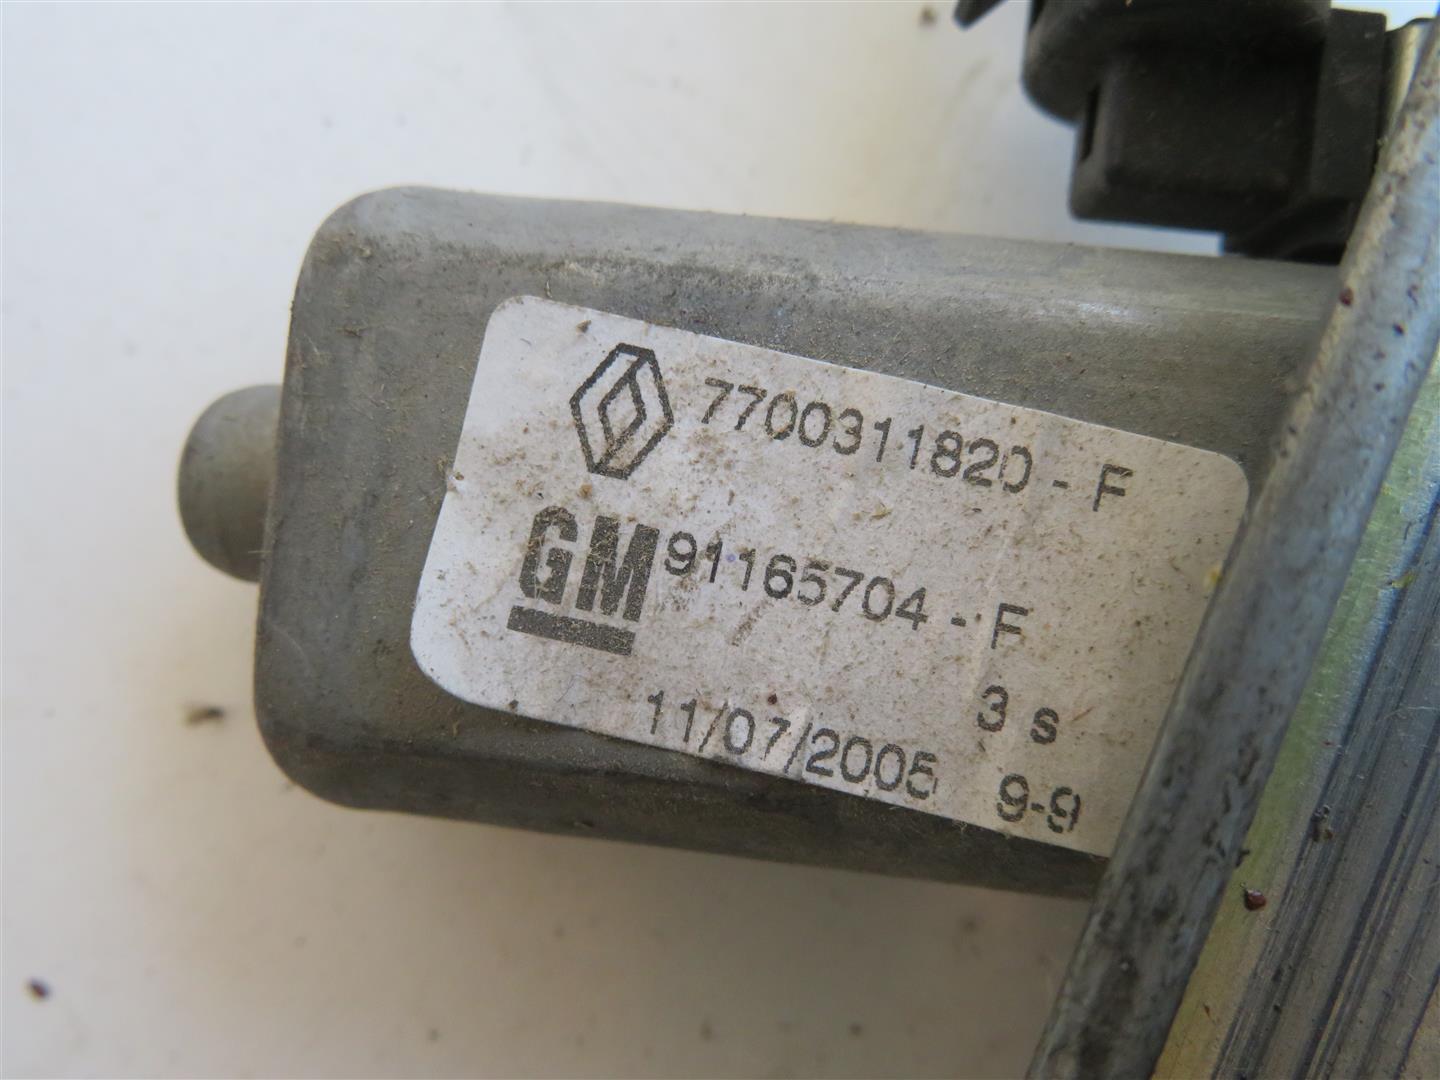 7700311820 - F
GM 91165704 - F
3 s
11/07/2005 9-9